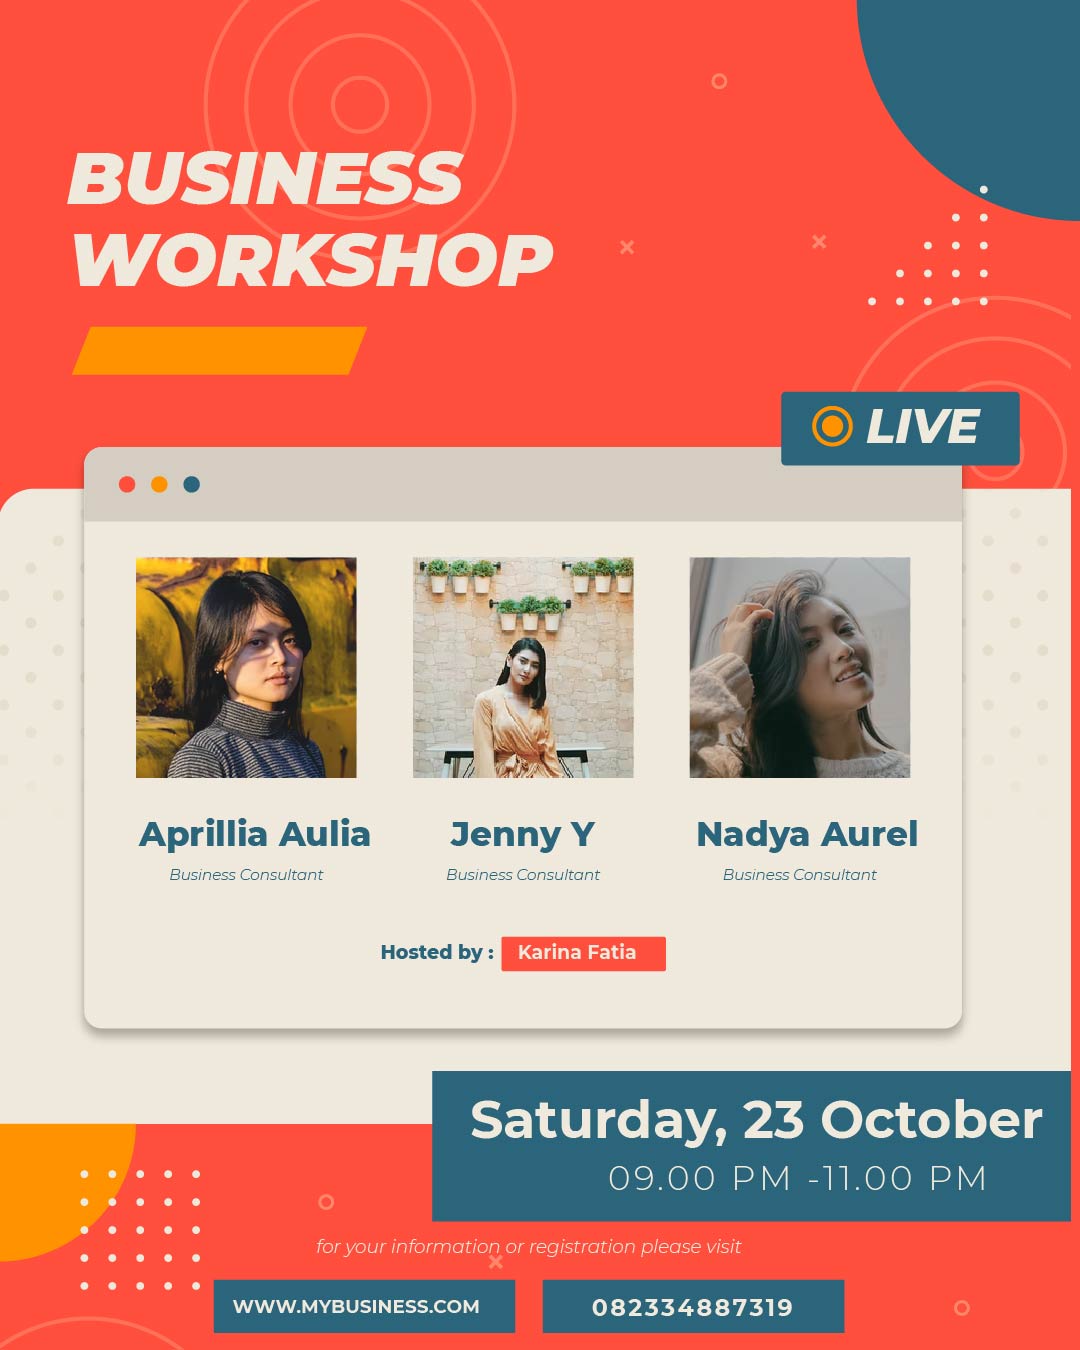 BUSINESS
WORKSHOP
LIVE
Aprillia Aulia
Business Consultant
Jenny Y
Business Consultant
Nadya Aurel
Business Consultant
Hosted by : Karina Fatia
Saturday, 23 October
09.00 PM -11.00 PM
for your information or registration please visit
WWW.MYBUSINESS.COM
082334887319